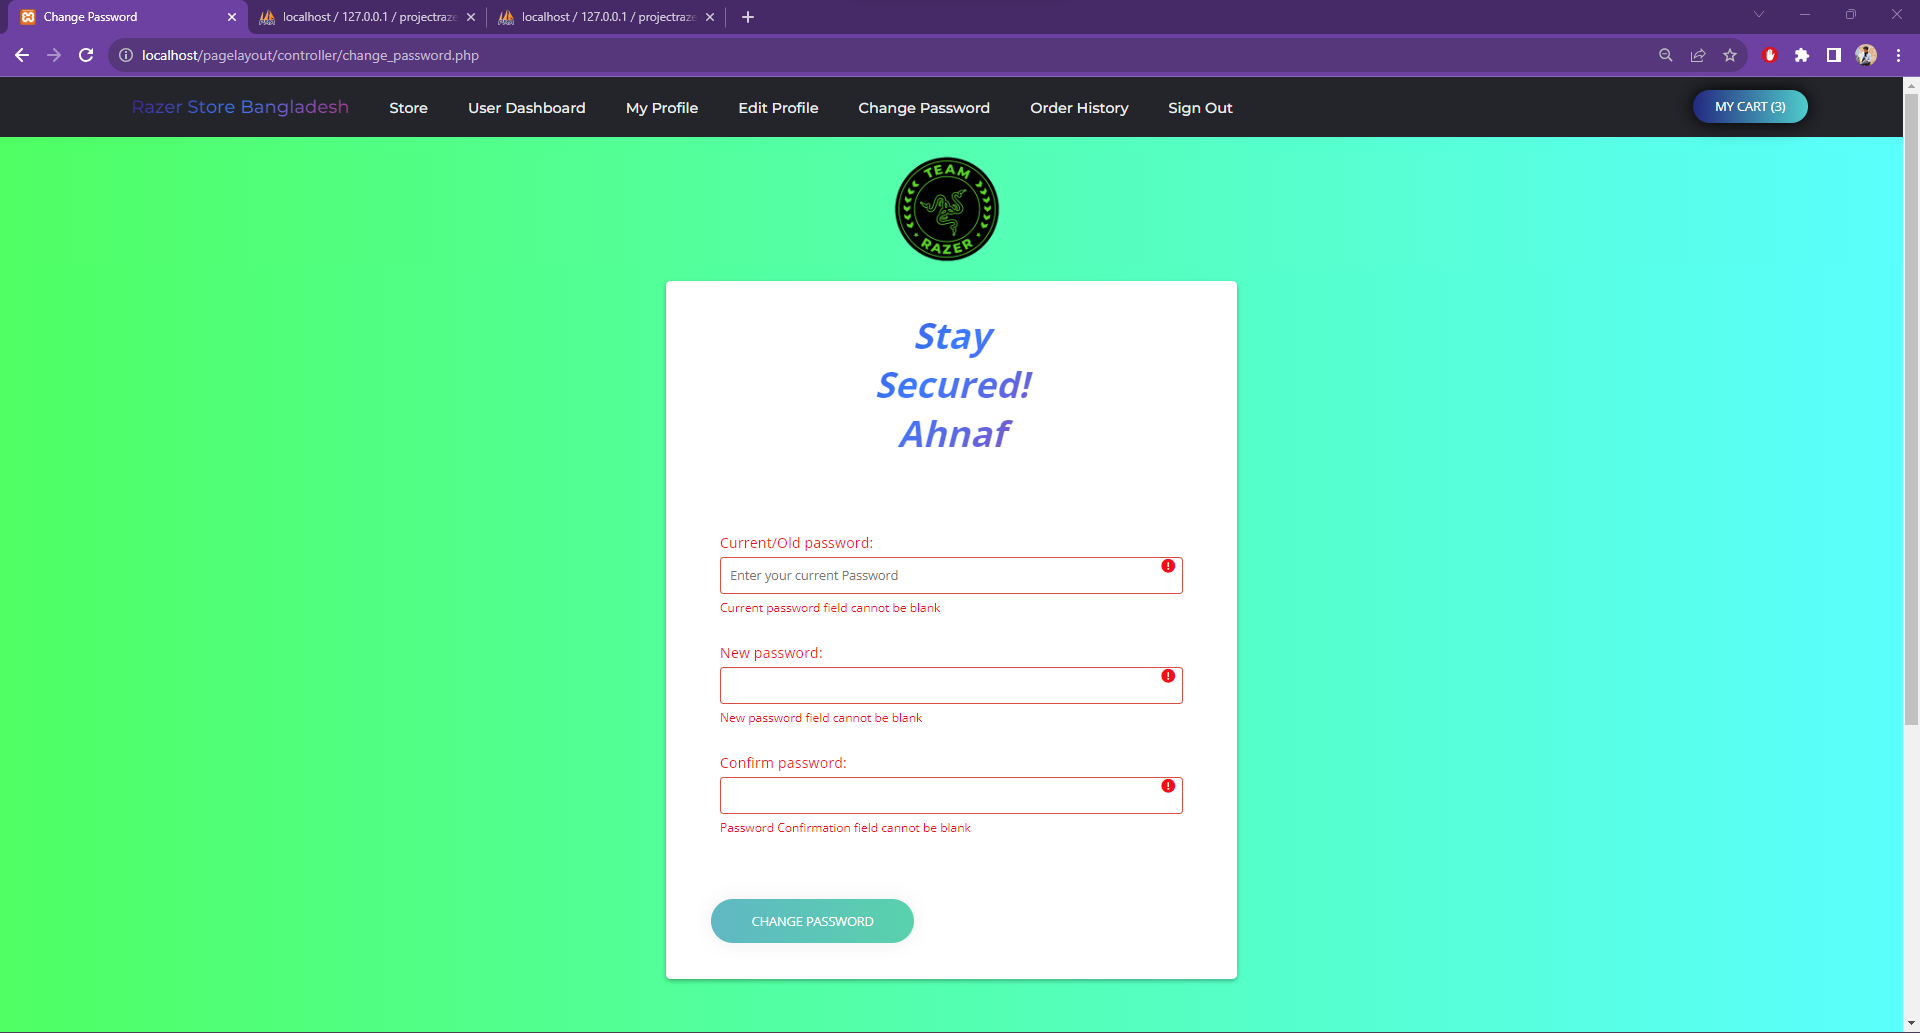 Change Password
localhost / 127.0.0.1 / projectraze
localhost / 127.0.0.1 / projectraze
localhost/pagelayout/controller/change_password.php
Razer Store Bangladesh
Store
User Dashboard
My Profile
Edit Profile
Change Password
Order History
Sign Out
MY CART (3)
TEAM
RAZER
Stay
Secured!
Ahnaf
Current/Old password:
Enter your current Password
Current password field cannot be blank
New password:
New password field cannot be blank
Confirm password:
Password Confirmation field cannot be blank
CHANGE PASSWORD